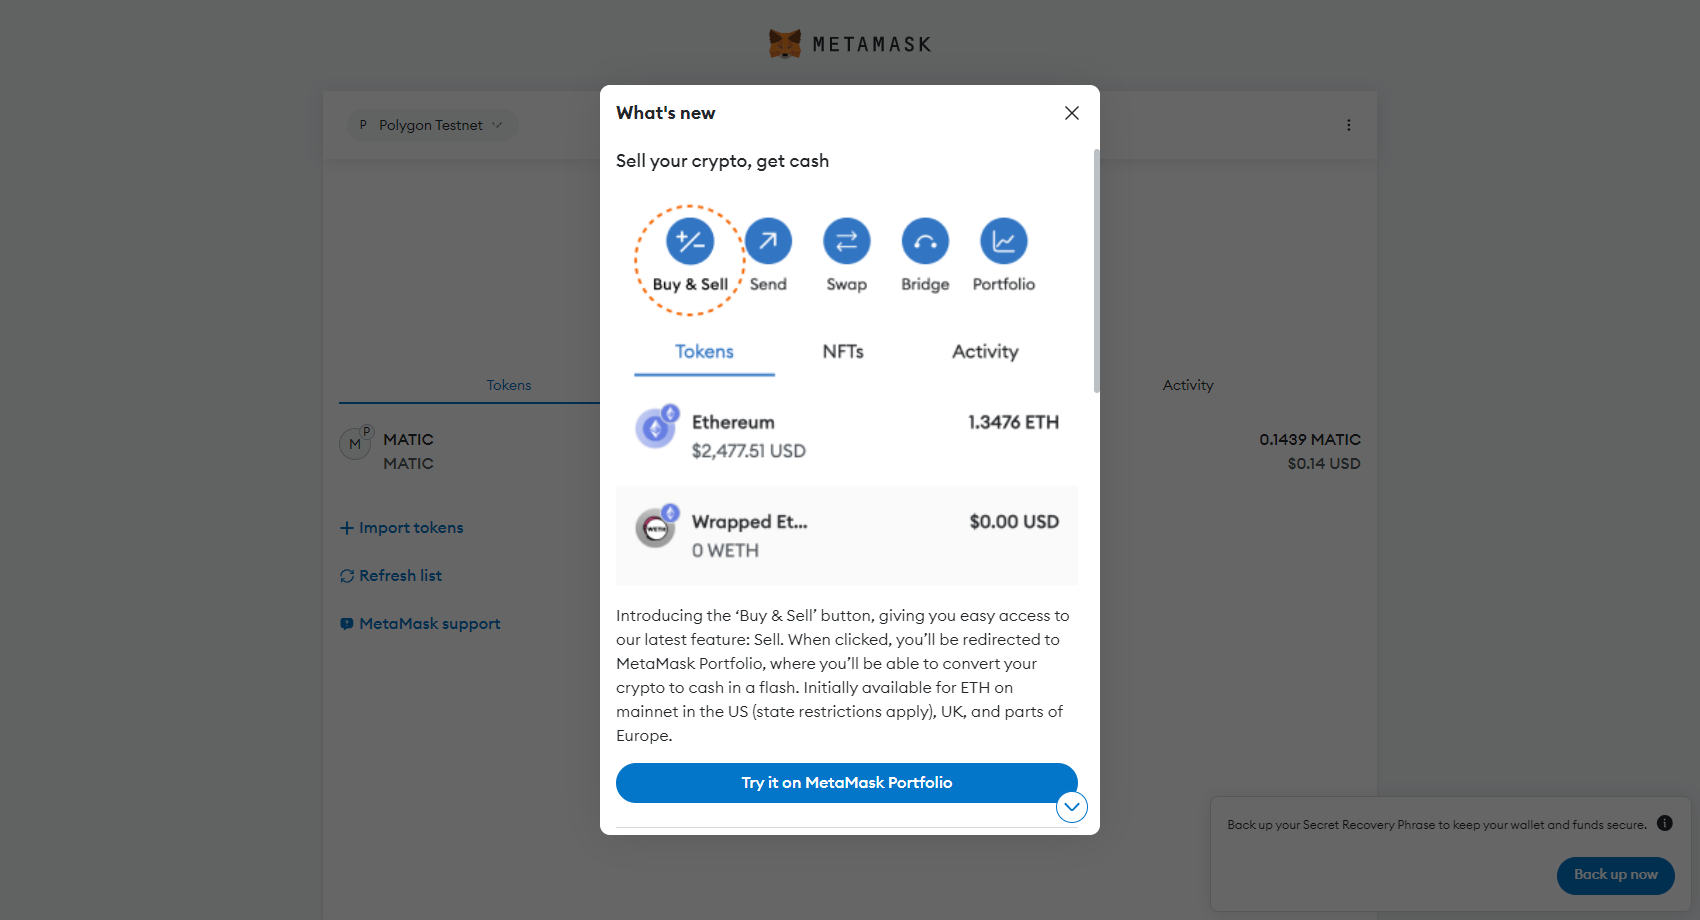 METAMASK
P Polygon Testnet
What's new
Sell your crypto, get cash
Buy & Sell Send Swap Bridge Portfolio
Tokens NFTs Activity
Ethereum 1.3476 ETH
$2,477.51 USD
WETH
Wrapped Et... $0.00 USD
0 WETH
Introducing the ‘Buy & Sell’ button, giving you easy access to
our latest feature: Sell. When clicked, you’ll be redirected to
MetaMask Portfolio, where you’ll be able to convert your
crypto to cash in a flash. Initially available for ETH on
mainnet in the US (state restrictions apply), UK, and parts of
Europe.
Try it on MetaMask Portfolio
Tokens Activity
M P MATIC 0.1439 MATIC
MATIC $0.14 USD
Import tokens
Refresh list
MetaMask support
Back up your Secret Recovery Phrase to keep your wallet and funds secure.
Back up now